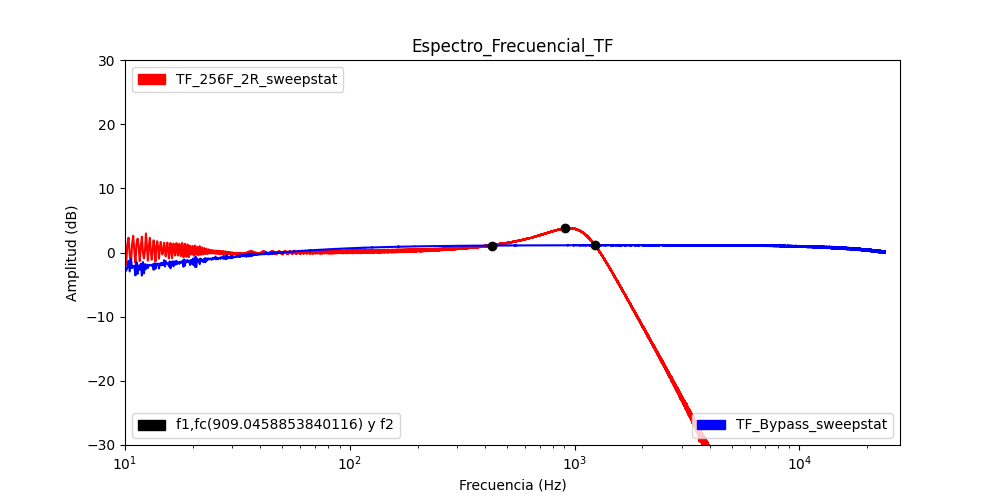 Espectro_Frecuencial_TF
30
20
10
0
−10
−20
−30
Amplitud (dB)
TF_256F_2R_sweepstat
f1,fc(909.0458853840116) y f2
TF_Bypass_sweepstat
10¹ 10² 10³ 10⁴
Frecuencia (Hz)